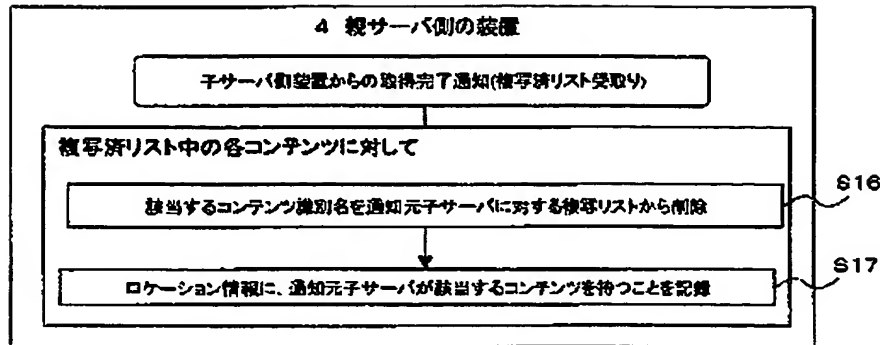 4 親サーバ側の装置
子サーバ側装置からの取得完了通知(複写済リスト受取り)
複写済リスト中の各コンテンツに対して
該当するコンテンツ識別名を通知元子サーバに対する複写リストから削除
S16
ロケーション情報に、通知元子サーバが該当するコンテンツを持つことを記録
S17